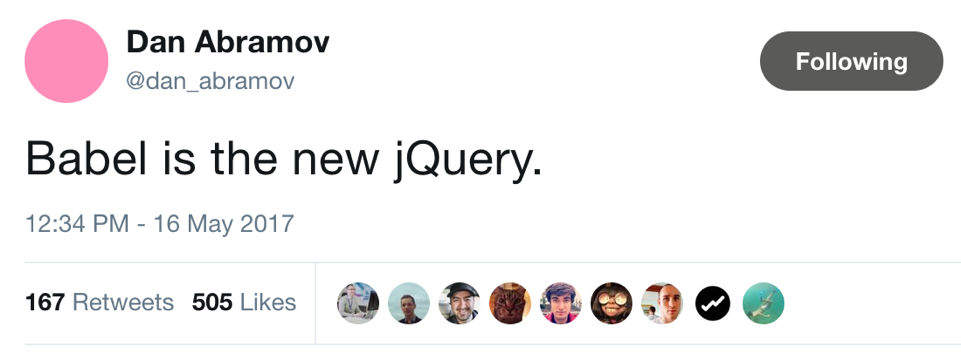 Dan Abramov
@dan_abramov
Following
Babel is the new jQuery.
12:34 PM - 16 May 2017
167 Retweets 505 Likes